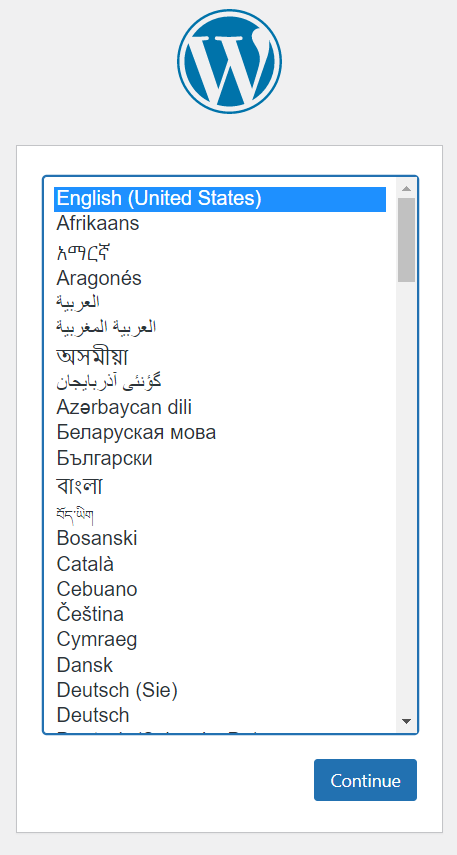 English (United States)
Afrikaans
አማርኛ
Aragonés
العربية
العربية المغربية
অসমীয়া
گؤنئی آذربایجان
Azərbaycan dili
Беларуская мова
Български
বাংলা
བོད་ཡིག
Bosanski
Català
Cebuano
Čeština
Cymraeg
Dansk
Deutsch (Sie)
Deutsch
Continue